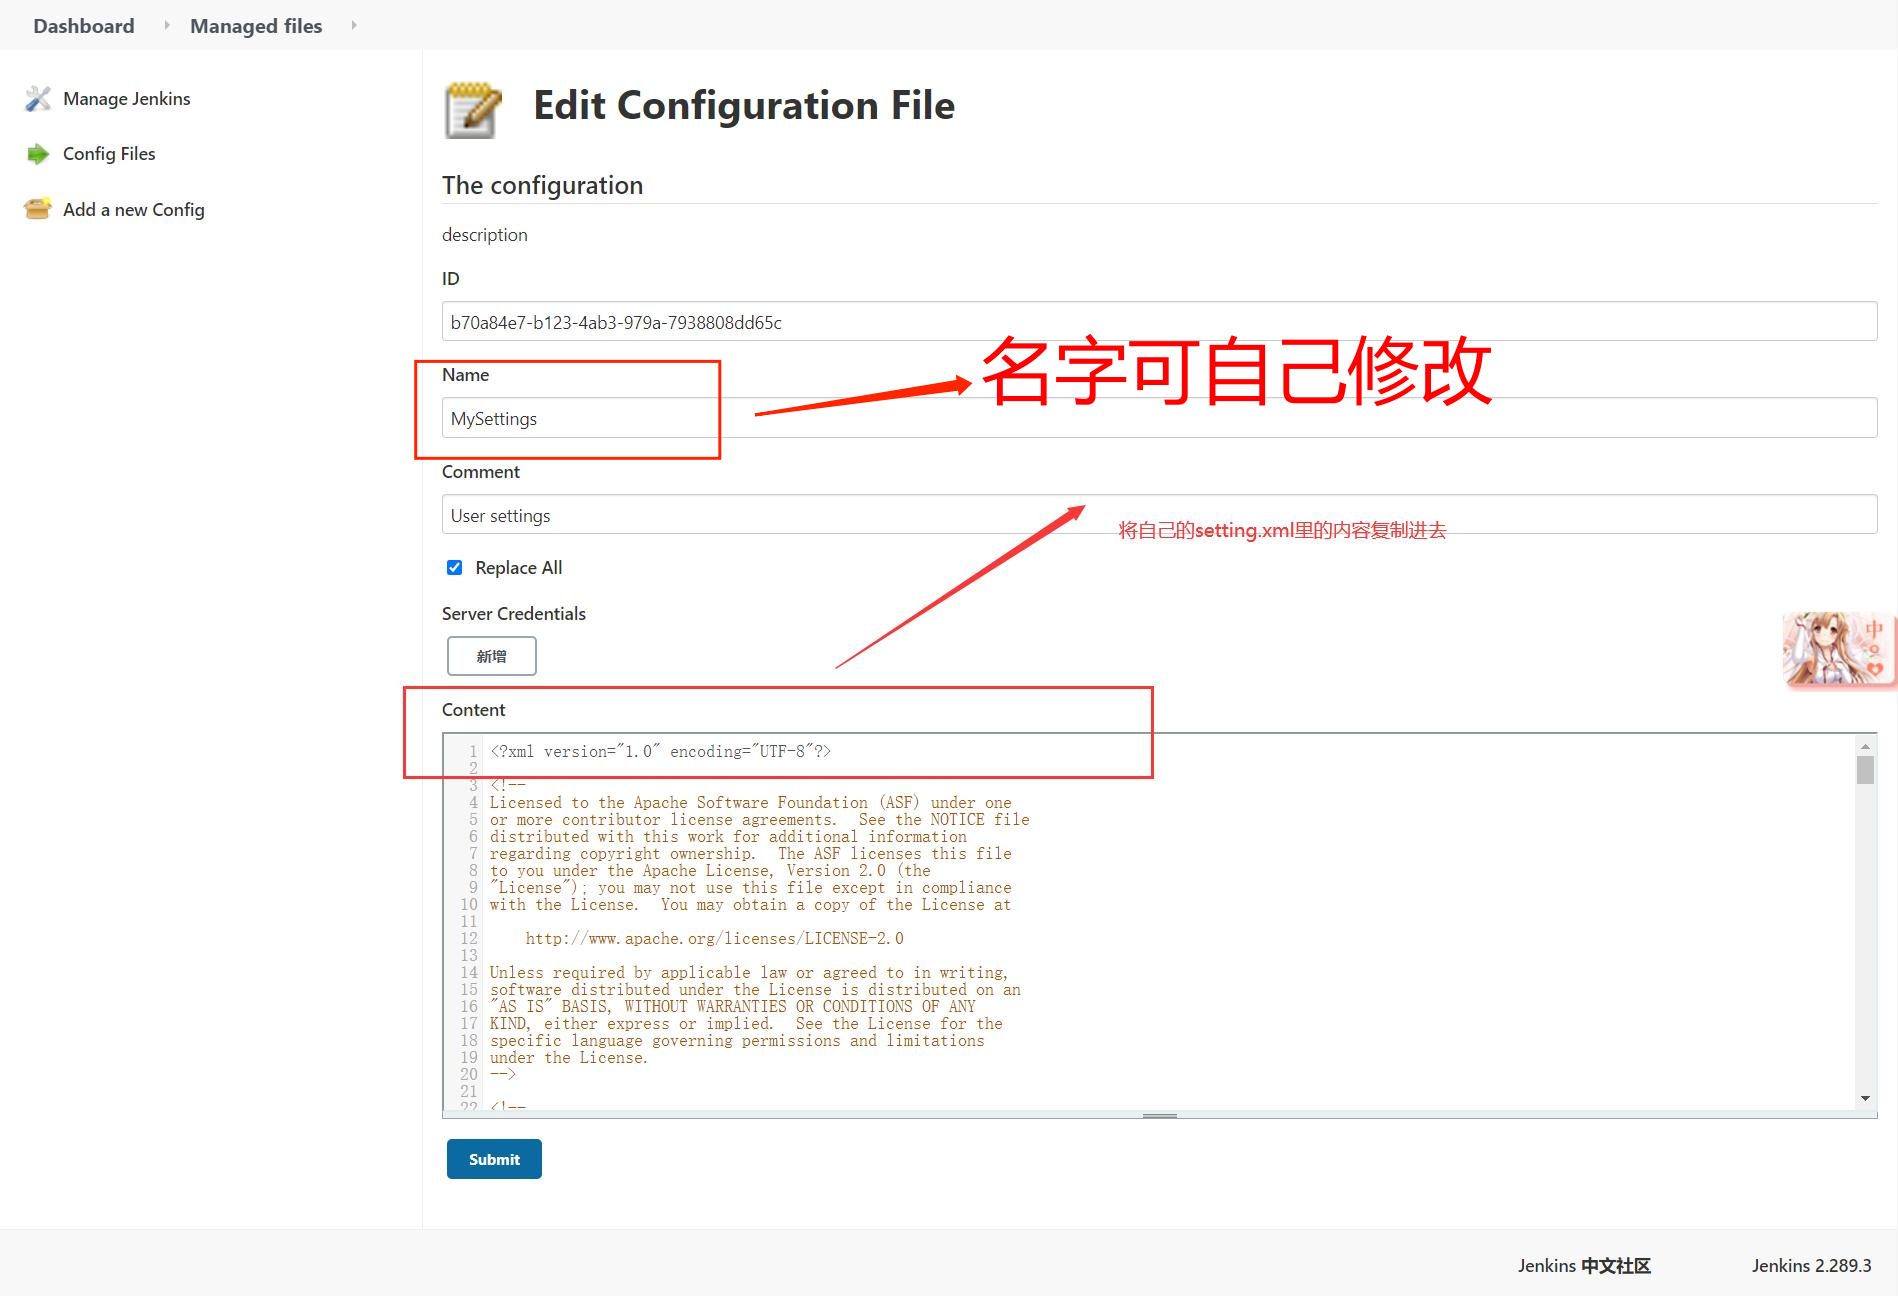 Dashboard
Managed files
Manage Jenkins
Config Files
Add a new Config
Edit Configuration File
The configuration
description
ID
b70a84e7-b123-4ab3-979a-7938808dd65c
名字可自己修改
Name
MySettings
Comment
User settings
将自己的setting.xml里的内容复制进去
Replace All
Server Credentials
新增
中
Content
1 <?xml version="1.0" encoding="UTF-8"?>
2
3 <!--
4 Licensed to the Apache Software Foundation (ASF) under one
5 or more contributor license agreements.  See the NOTICE file
6 distributed with this work for additional information
7 regarding copyright ownership.  The ASF licenses this file
8 to you under the Apache License, Version 2.0 (the
9 "License"); you may not use this file except in compliance
10 with the License.  You may obtain a copy of the License at
11
12     http://www.apache.org/licenses/LICENSE-2.0
13
14 Unless required by applicable law or agreed to in writing,
15 software distributed under the License is distributed on an
16 "AS IS" BASIS, WITHOUT WARRANTIES OR CONDITIONS OF ANY
17 KIND, either express or implied.  See the License for the
18 specific language governing permissions and limitations
19 under the License.
20 -->
21
22 <!--
Submit
Jenkins 中文社区
Jenkins 2.289.3